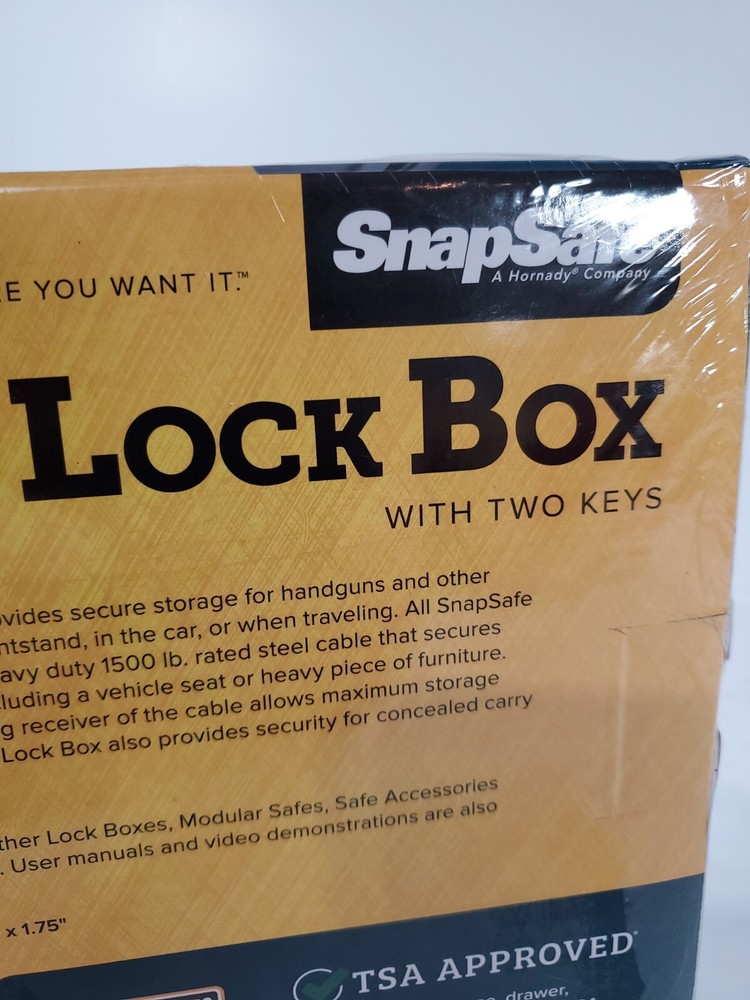 SnapSafe
A Hornady® Company
E YOU WANT IT.™
LOCK BOX
WITH TWO KEYS
vides secure storage for handguns and other
ntstand, in the car, or when traveling. All SnapSafe
avy duty 1500 lb. rated steel cable that secures
luding a vehicle seat or heavy piece of furniture.
g receiver of the cable allows maximum storage
Lock Box also provides security for concealed carry
ther Lock Boxes, Modular Safes, Safe Accessories
. User manuals and video demonstrations are also
x 1.75"
TSA APPROVED
drawer,